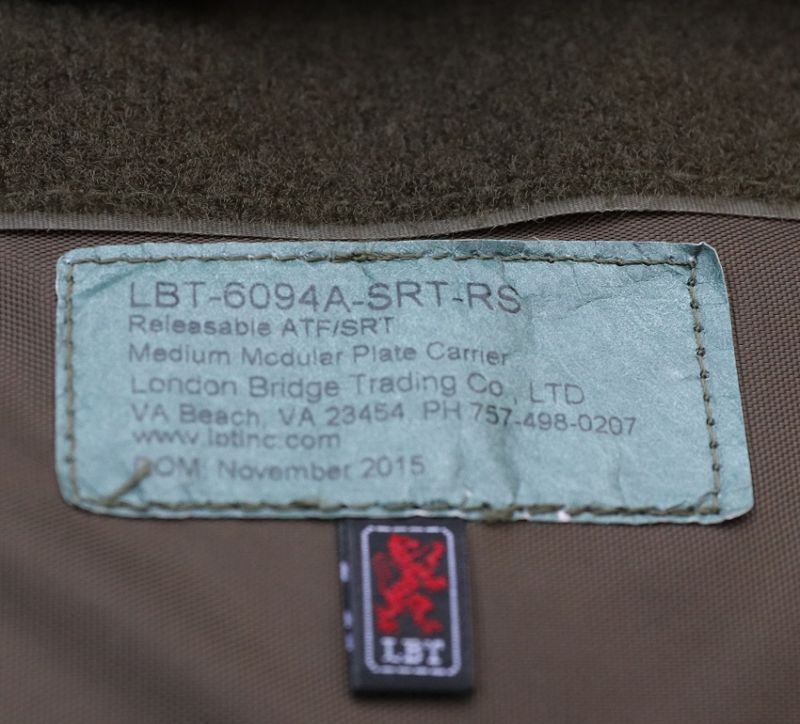 LBT-6094A-SRT-RS
Releasable ATF/SRT
Medium Modular Plate Carrier
London Bridge Trading Co., LTD
VA Beach, VA 23454 PH 757-498-0207
www.lbtinc.com
DOM: November 2015
LBT